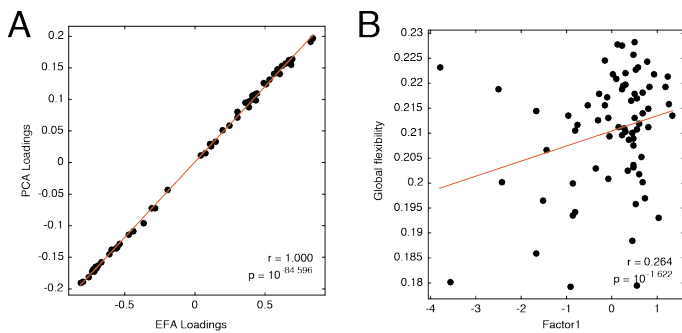 A
0.2
0.15
0.1
0.05
0
-0.05
-0.1
-0.15
-0.2
PCA Loadings
-0.5
0
0.5
EFA Loadings
r = 1.000
p = 10^-84.596
B
0.23
0.225
0.22
0.215
0.21
0.205
0.2
0.195
0.19
0.185
0.18
Global flexibility
-4
-3
-2
-1
0
1
Factor1
r = 0.264
p = 10^-1.622